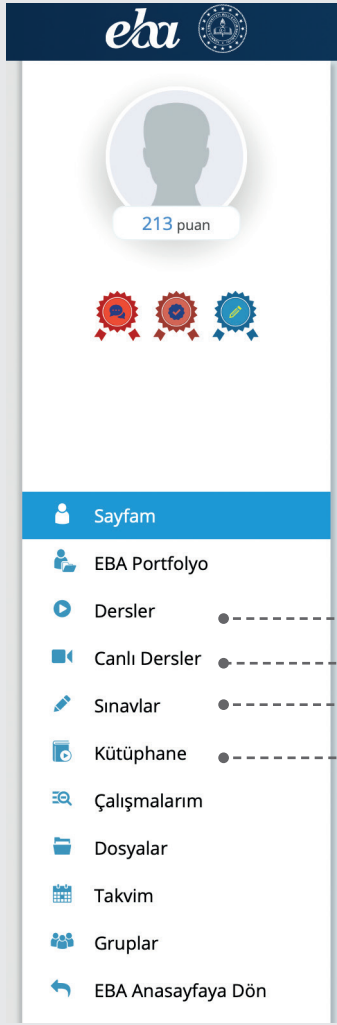 eba
213 puan
Sayfam
EBA Portfolyo
Dersler
Canlı Dersler
Sınavlar
Kütüphane
Çalışmalarım
Dosyalar
Takvim
Gruplar
EBA Anasayfaya Dön